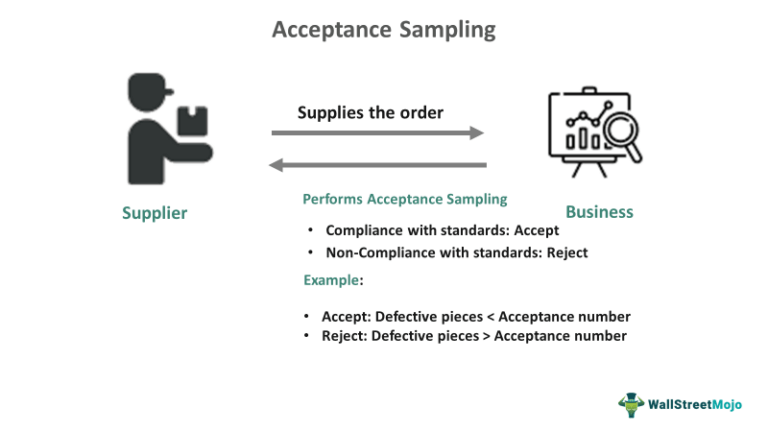 Acceptance Sampling
Supplies the order
Supplier
Performs Acceptance Sampling
Business
• Compliance with standards: Accept
• Non-Compliance with standards: Reject
Example:
• Accept: Defective pieces < Acceptance number
• Reject: Defective pieces > Acceptance number
WallStreetMojo